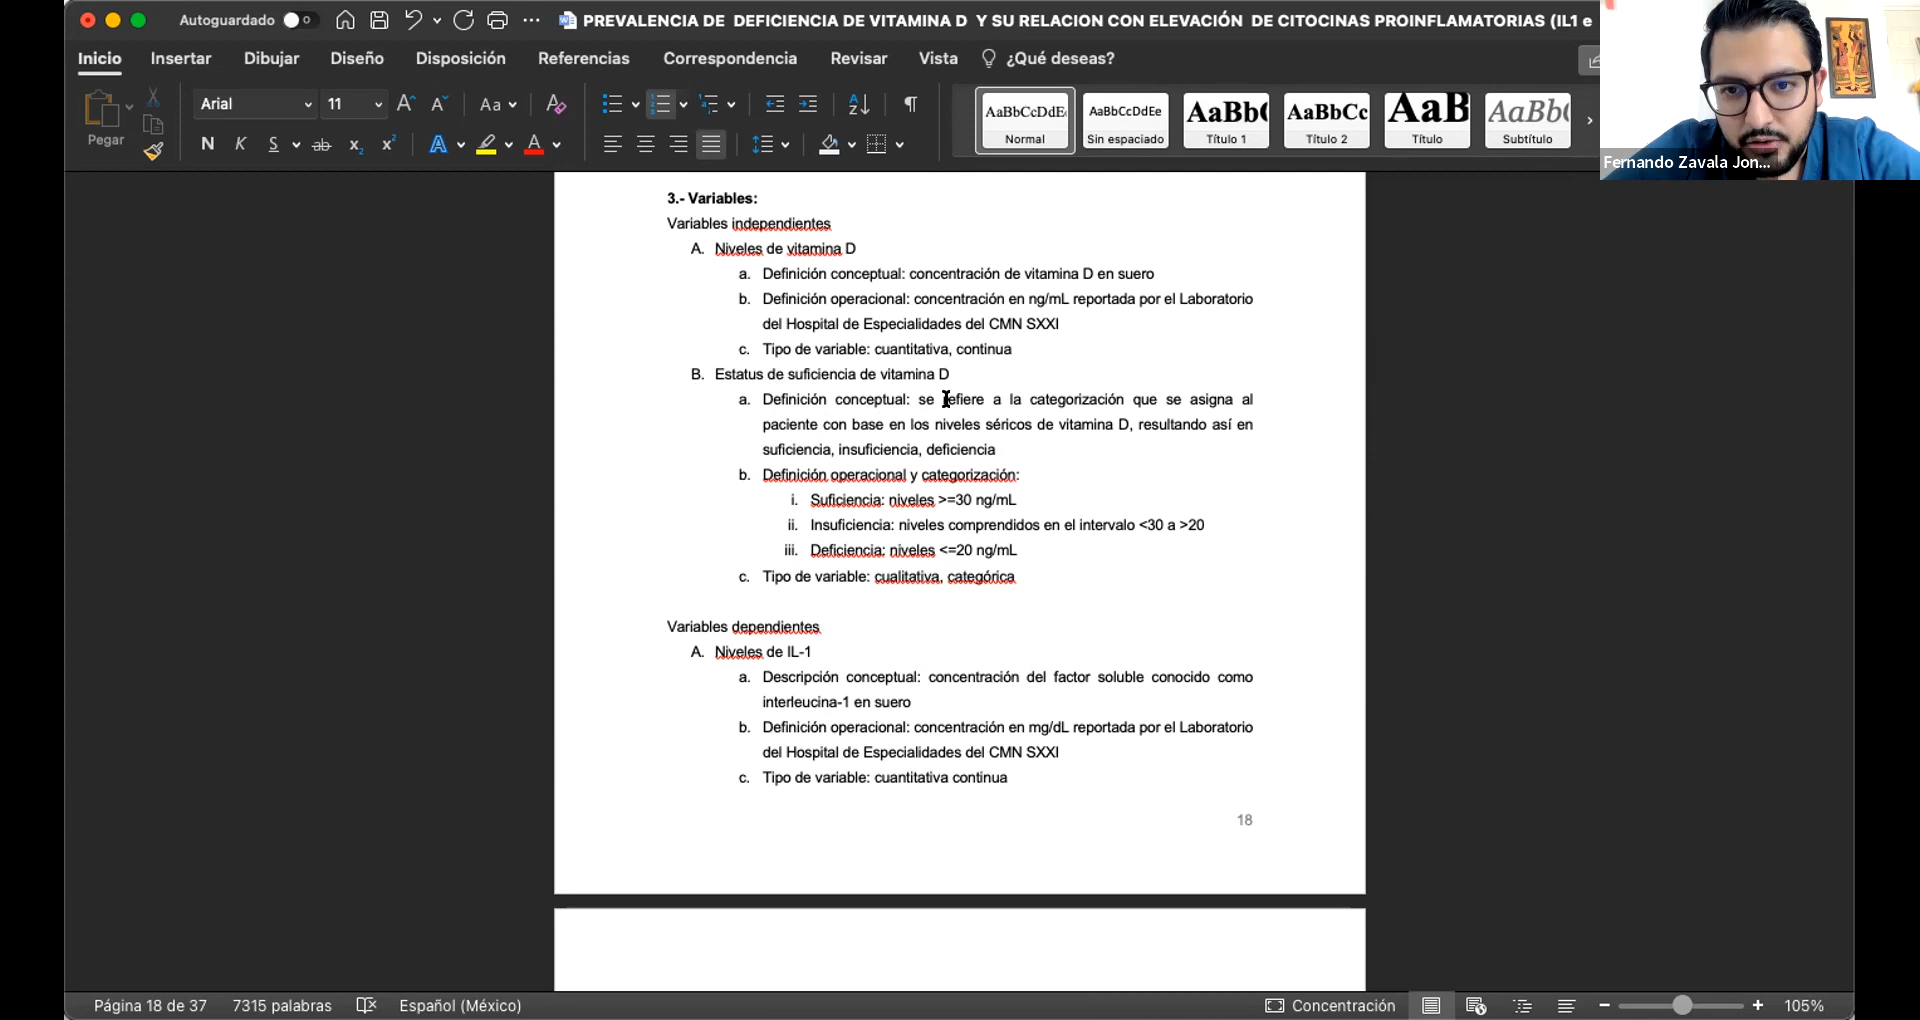 Autoguardado
PREVALENCIA DE DEFICIENCIA DE VITAMINA D Y SU RELACION CON ELEVACIÓN DE CITOCINAS PROINFLAMATORIAS (IL1 e
Inicio Insertar Dibujar Diseño Disposición Referencias Correspondencia Revisar Vista ¿Qué deseas?
Pegar
Arial 11
Aa
N K S ab x₂ x²
AaBbCcDdE AaBbCcDdEe AaBb( AaBbCc AaB AaBb(
Normal Sin espaciado Título 1 Título 2 Título Subtítulo
Fernando Zavala Jon...
3.- Variables:
Variables independientes
A. Niveles de vitamina D
a. Definición conceptual: concentración de vitamina D en suero
b. Definición operacional: concentración en ng/mL reportada por el Laboratorio
del Hospital de Especialidades del CMN SXXI
c. Tipo de variable: cuantitativa, continua
B. Estatus de suficiencia de vitamina D
a. Definición conceptual: se refiere a la categorización que se asigna al
paciente con base en los niveles séricos de vitamina D, resultando así en
suficiencia, insuficiencia, deficiencia
b. Definición operacional y categorización:
i. Suficiencia: niveles >=30 ng/mL
ii. Insuficiencia: niveles comprendidos en el intervalo <30 a >20
iii. Deficiencia: niveles <=20 ng/mL
c. Tipo de variable: cualitativa, categórica
Variables dependientes
A. Niveles de IL-1
a. Descripción conceptual: concentración del factor soluble conocido como
interleucina-1 en suero
b. Definición operacional: concentración en mg/dL reportada por el Laboratorio
del Hospital de Especialidades del CMN SXXI
c. Tipo de variable: cuantitativa continua
18
Página 18 de 37 7315 palabras Español (México) Concentración 105%